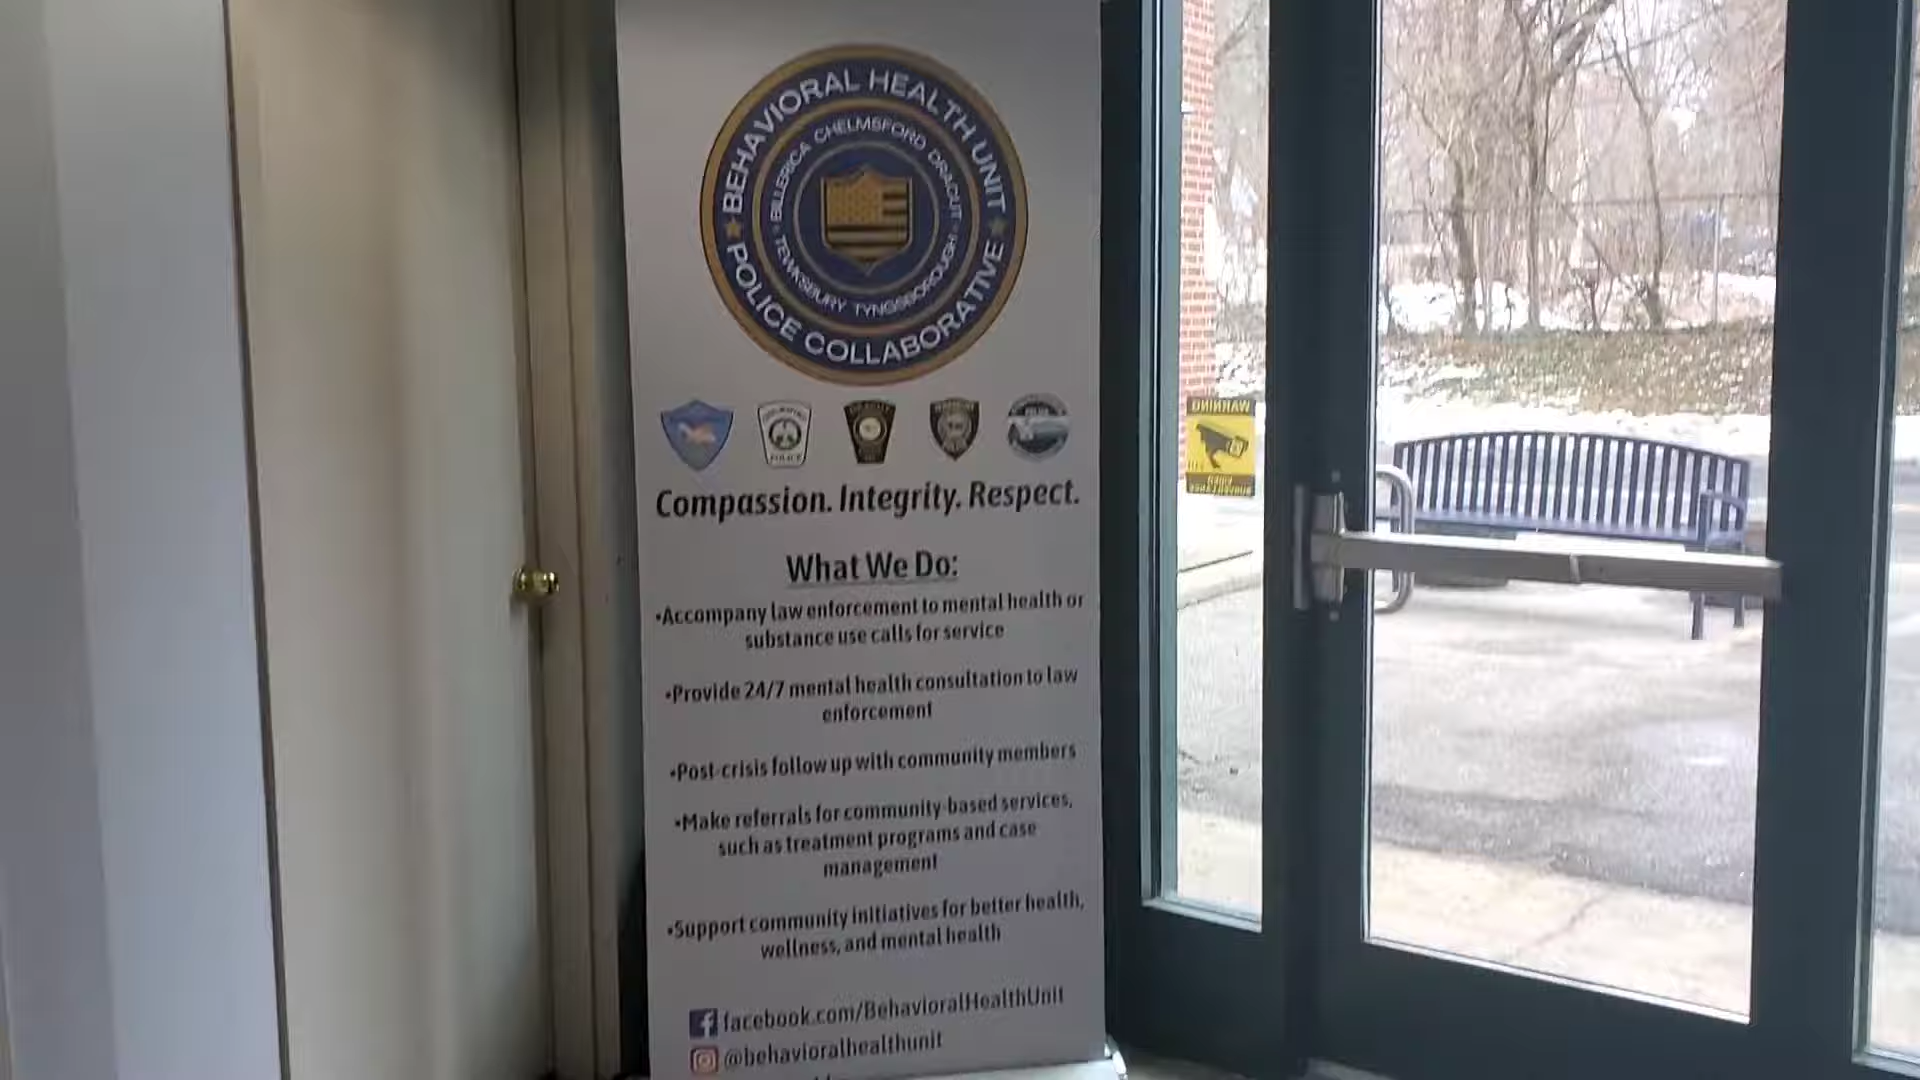 BEHAVIORAL HEALTH UNIT
BILLERICA CHELMSFORD DRACUT
TEWKSBURY TYNGSBOROUGH
POLICE COLLABORATIVE
POLICE
Compassion. Integrity. Respect.
What We Do:
•Accompany law enforcement to mental health or
substance use calls for service
•Provide 24/7 mental health consultation to law
enforcement
•Post-crisis follow up with community members
•Make referrals for community-based services,
such as treatment programs and case
management
•Support community initiatives for better health,
wellness, and mental health
facebook.com/BehavioralHealthUnit
@behavioralhealthunit
WARNING